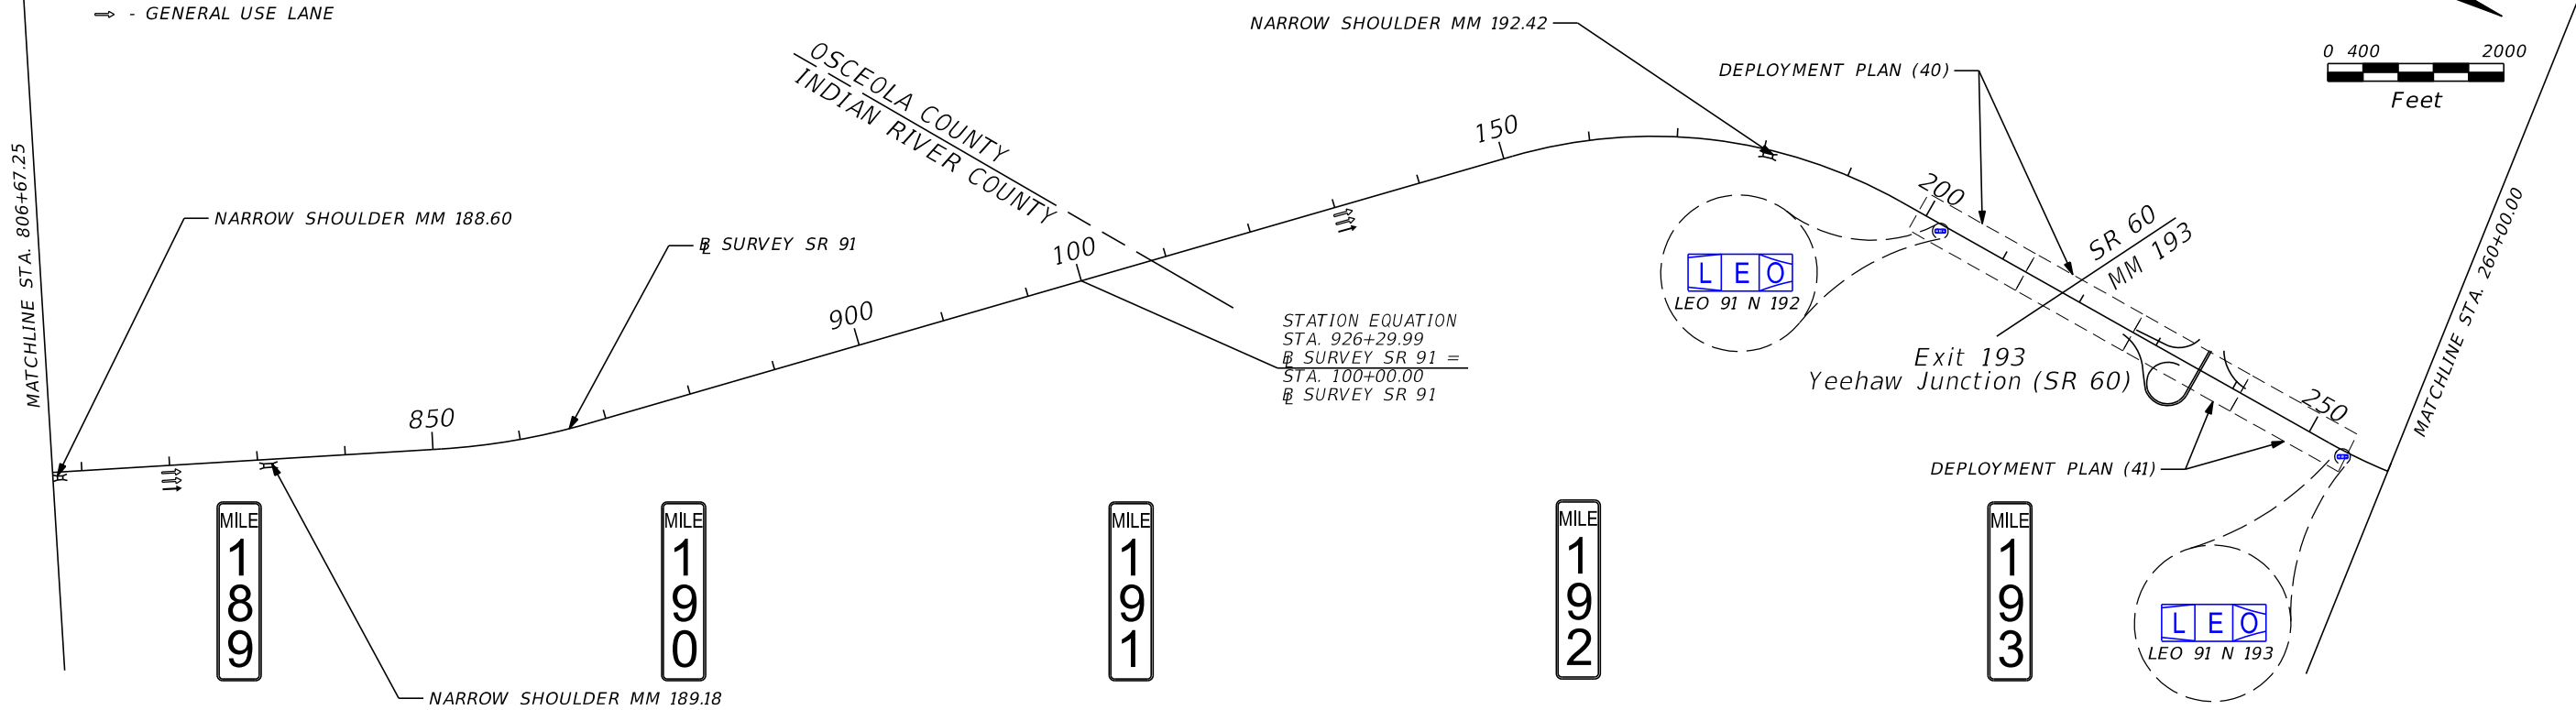 - GENERAL USE LANE
NARROW SHOULDER MM 192.42
0 400 2000
Feet
DEPLOYMENT PLAN (40)
OSCEOLA COUNTY
INDIAN RIVER COUNTY
MATCHLINE STA. 806+67.25
NARROW SHOULDER MM 188.60
BL SURVEY SR 91
850
900
100
150
200
250
STATION EQUATION
STA. 926+29.99
BL SURVEY SR 91 =
STA. 100+00.00
BL SURVEY SR 91
LEO
LEO 91 N 192
SR 60
MM 193
Exit 193
Yeehaw Junction (SR 60)
MATCHLINE STA. 260+00.00
DEPLOYMENT PLAN (41)
MILE
189
MILE
190
MILE
191
MILE
192
MILE
193
LEO
LEO 91 N 193
NARROW SHOULDER MM 189.18